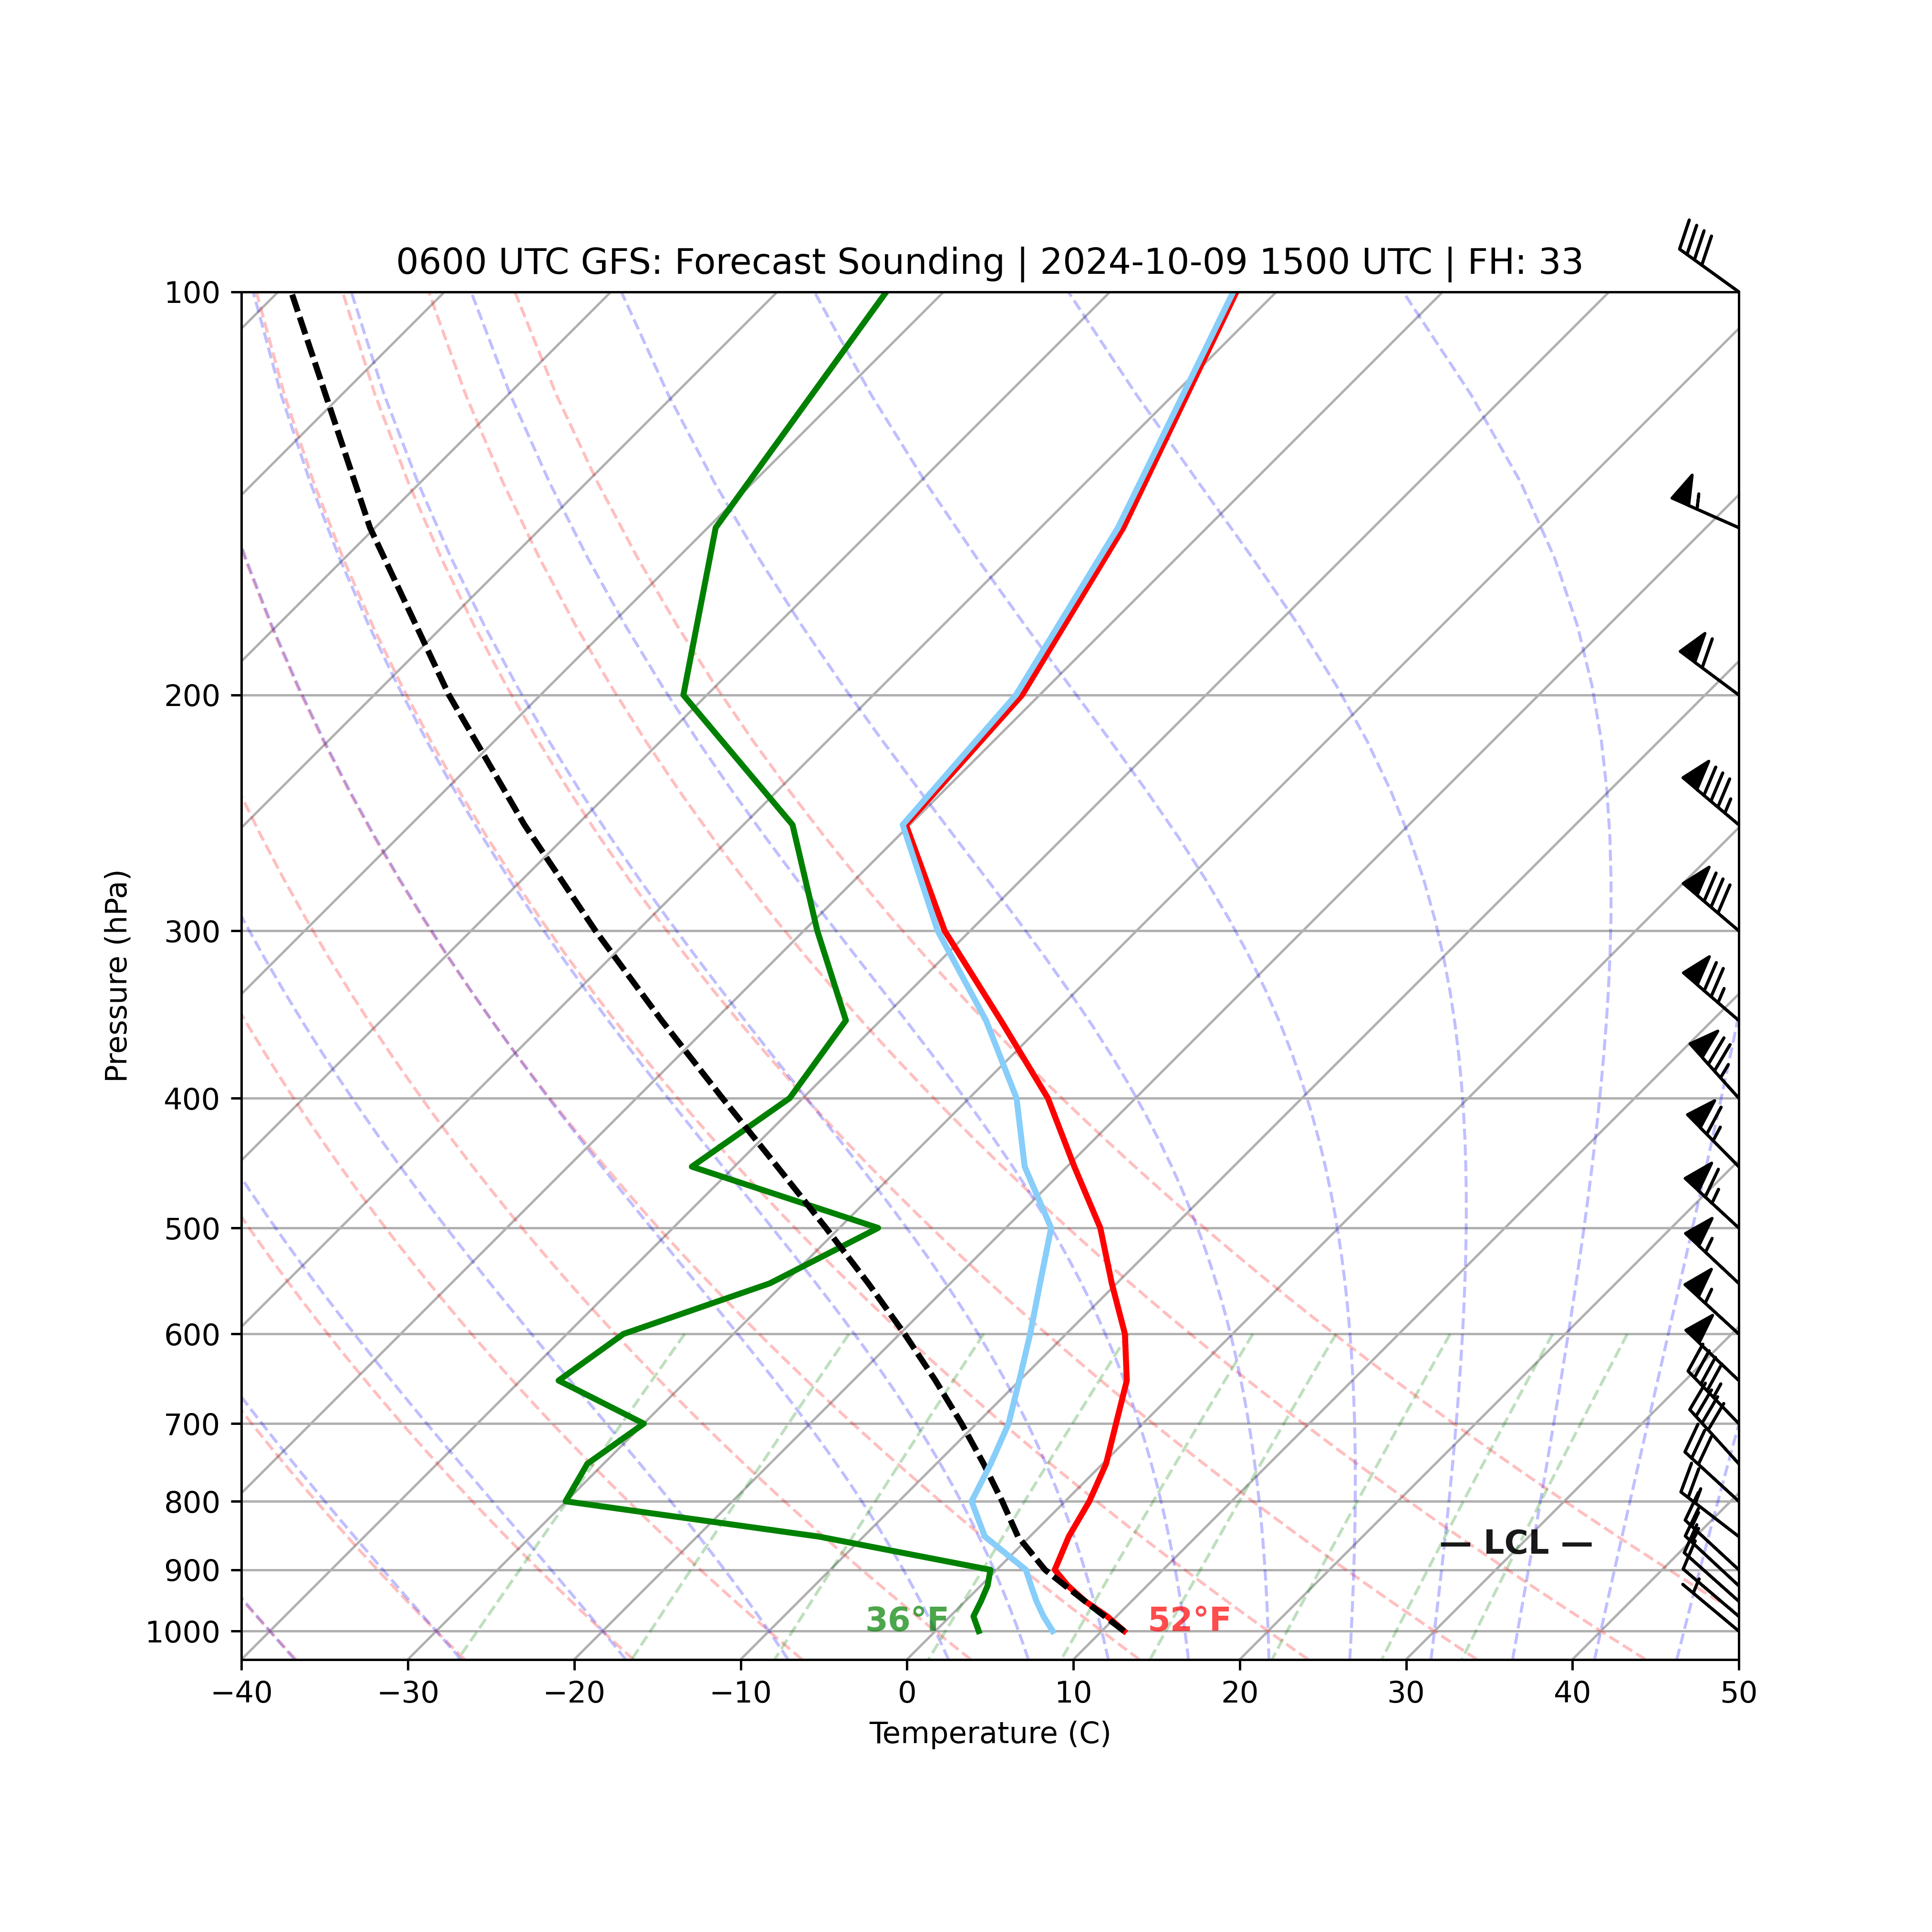 0600 UTC GFS: Forecast Sounding | 2024-10-09 1500 UTC | FH: 33
100
200
300
400
500
600
700
800
900
1000
Pressure (hPa)
— LCL —
36°F
52°F
−40 −30 −20 −10 0 10 20 30 40 50
Temperature (C)